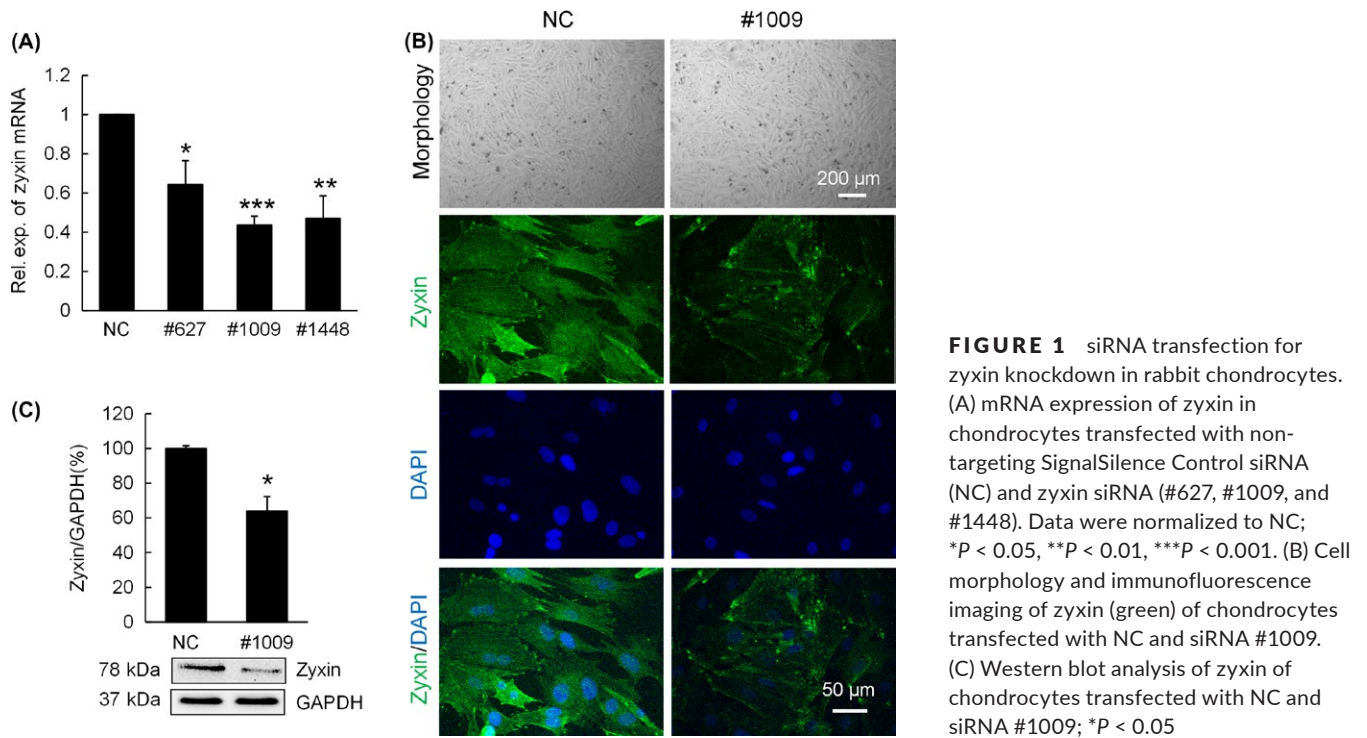 (A)
Rel. exp. of zyxin mRNA
1.2
1
0.8
0.6
0.4
0.2
0
*
***
**
NC #627 #1009 #1448
(B)
NC #1009
Morphology
200 µm
Zyxin
DAPI
Zyxin/DAPI
50 µm
(C)
Zyxin/GAPDH(%)
120
100
80
60
40
20
0
*
NC #1009
78 kDa Zyxin
37 kDa GAPDH
FIGURE 1 siRNA transfection for
zyxin knockdown in rabbit chondrocytes.
(A) mRNA expression of zyxin in
chondrocytes transfected with non-
targeting SignalSilence Control siRNA
(NC) and zyxin siRNA (#627, #1009, and
#1448). Data were normalized to NC;
*P < 0.05, **P < 0.01, ***P < 0.001. (B) Cell
morphology and immunofluorescence
imaging of zyxin (green) of chondrocytes
transfected with NC and siRNA #1009.
(C) Western blot analysis of zyxin of
chondrocytes transfected with NC and
siRNA #1009; *P < 0.05